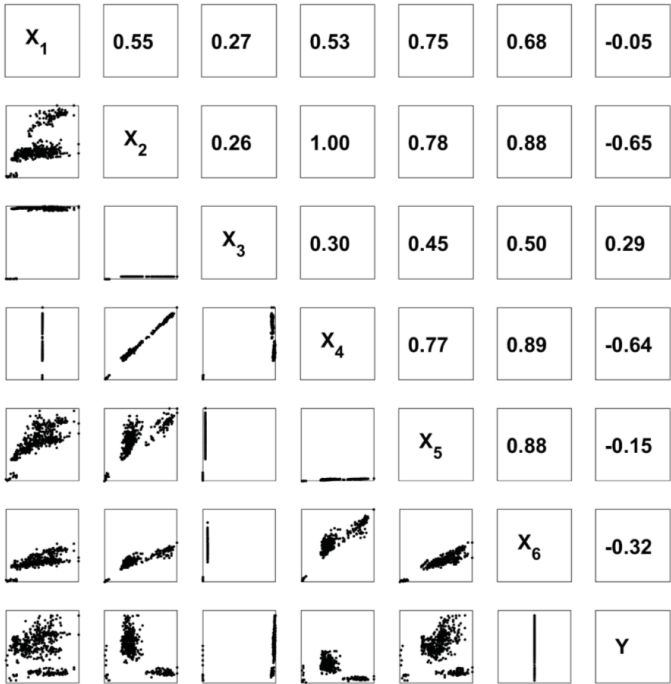 X₁ 0.55 0.27 0.53 0.75 0.68 -0.05
X₂ 0.26 1.00 0.78 0.88 -0.65
X₃ 0.30 0.45 0.50 0.29
X₄ 0.77 0.89 -0.64
X₅ 0.88 -0.15
X₆ -0.32
Y